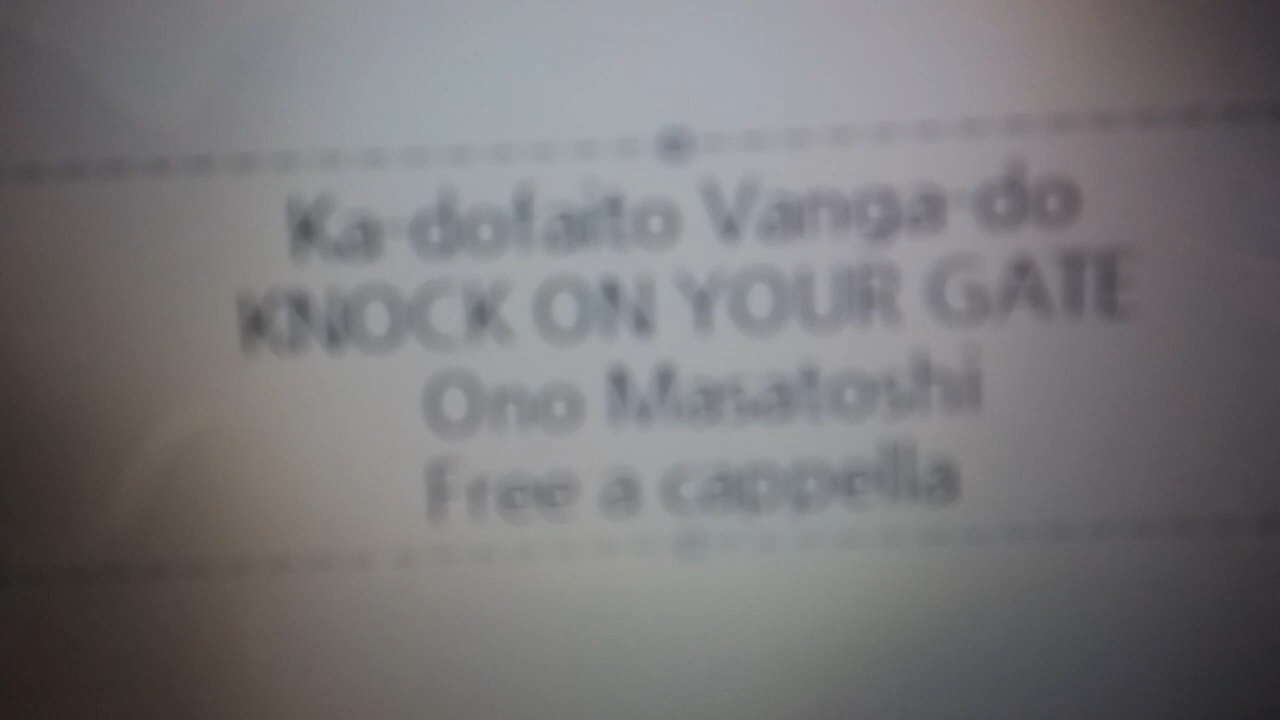 Ka-dofaito Vanga-do
KNOCK ON YOUR GATE
Ono Masatoshi
Free a cappella